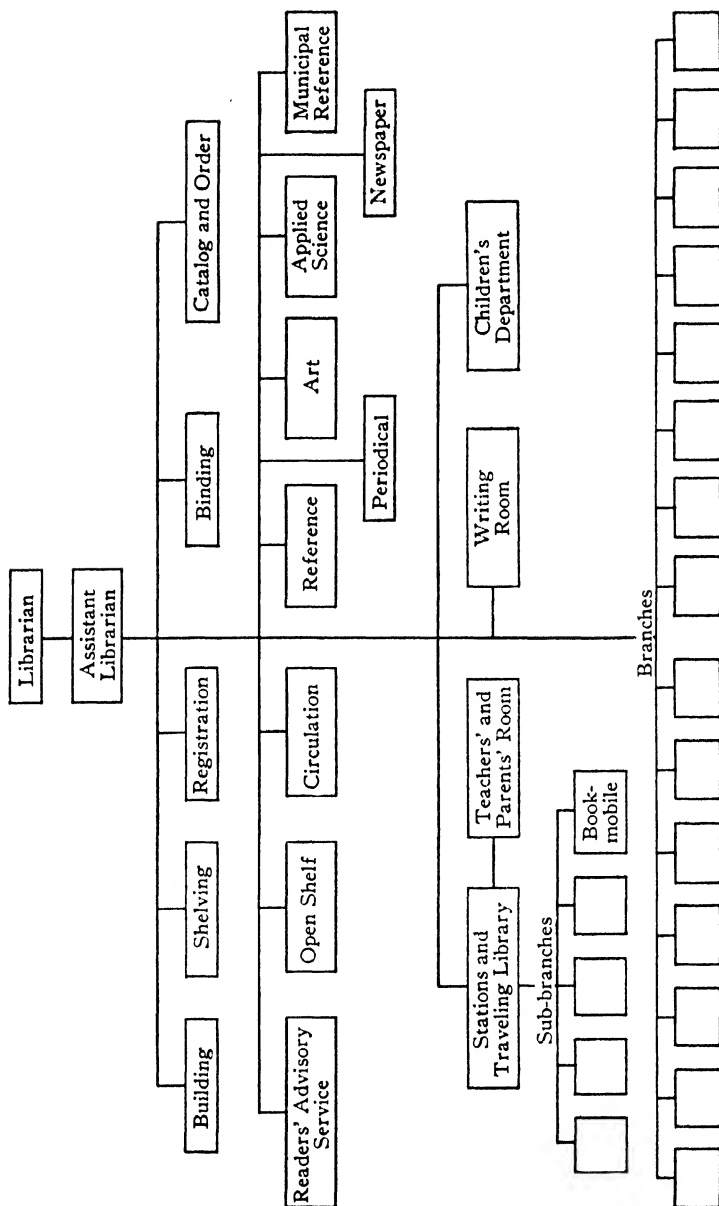 Librarian
Assistant
Librarian
Building
Shelving
Registration
Binding
Catalog and Order
Readers' Advisory
Service
Open Shelf
Circulation
Reference
Art
Applied
Science
Municipal
Reference
Periodical
Newspaper
Stations and
Traveling Library
Teachers' and
Parents' Room
Writing
Room
Children's
Department
Sub-branches
Book-
mobile
Branches